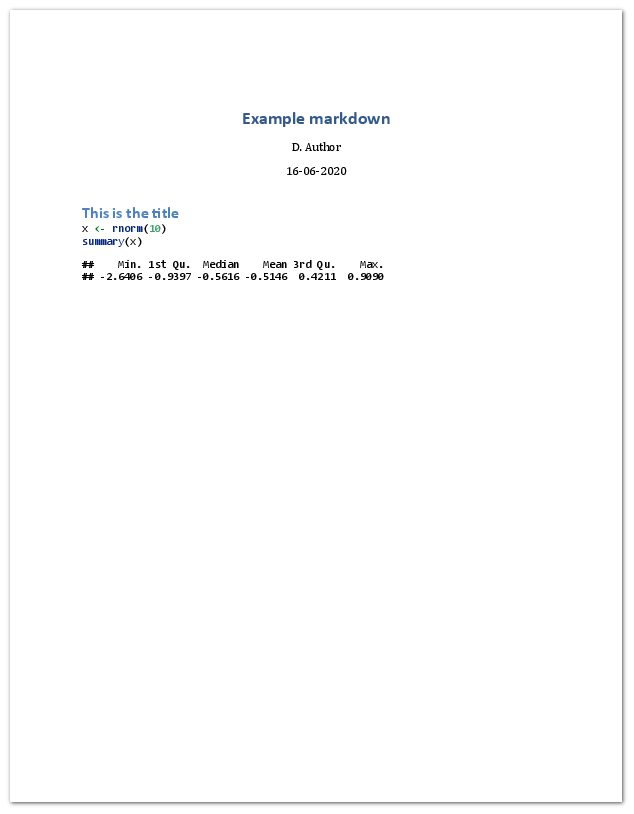 Example markdown
D. Author
16-06-2020
This is the title
x <- rnorm(10)
summary(x)
##    Min. 1st Qu.  Median    Mean 3rd Qu.    Max.
## -2.6406 -0.9397 -0.5616 -0.5146  0.4211  0.9090